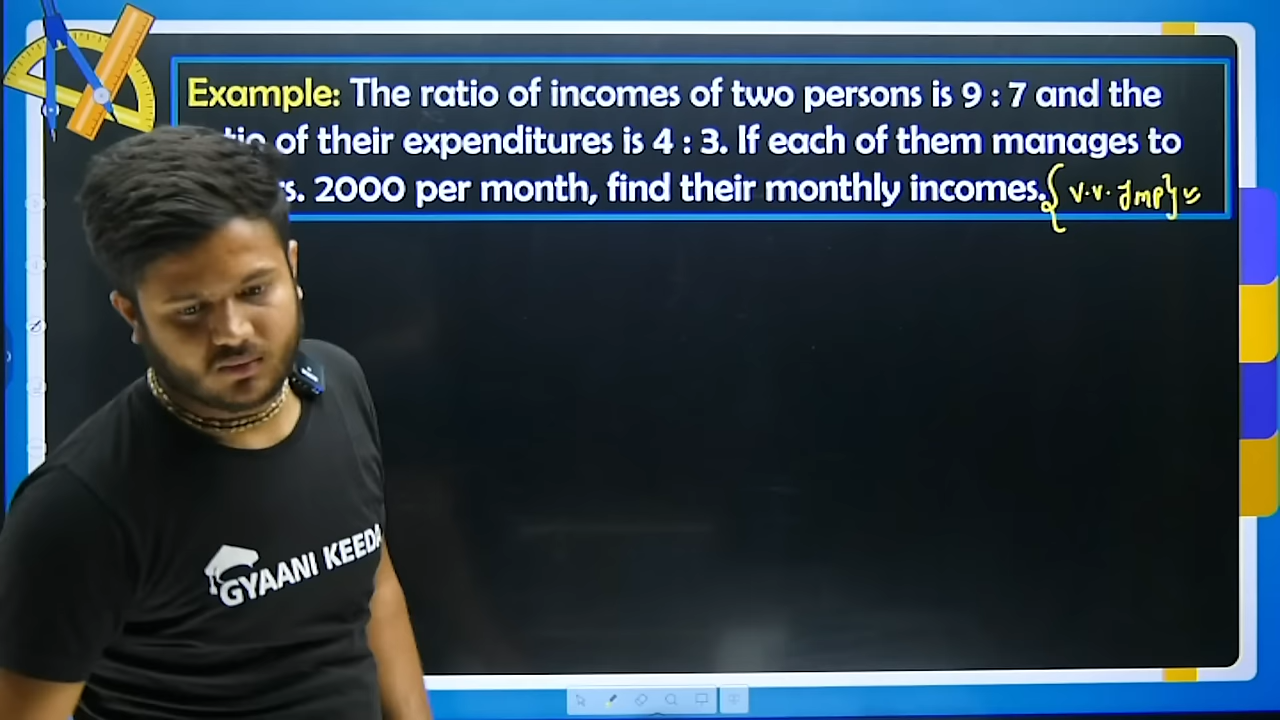 Example: The ratio of incomes of two persons is 9 : 7 and the
of their expenditures is 4 : 3. If each of them manages to
2000 per month, find their monthly incomes. {v.v. Imp}
GYAANI KEEDA